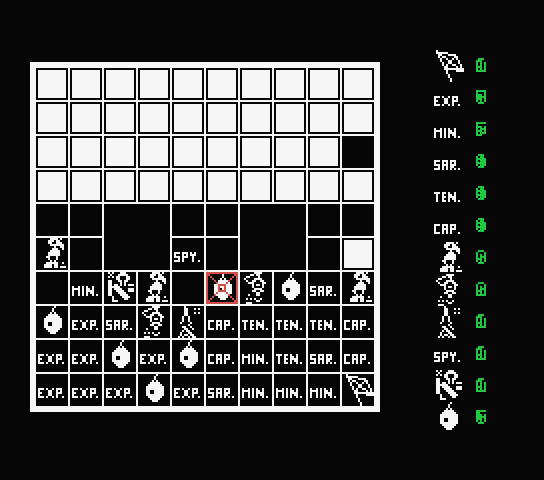 SPY.
MIN. SAR.
EXP. SAR. CAP. TEN. TEN. TEN. CAP.
EXP. EXP. EXP. CAP. MIN. TEN. SAR. CAP.
EXP. EXP. EXP. EXP. SAR. MIN. MIN. MIN.
EXP.
MIN.
SAR.
TEN.
CAP.
SPY.